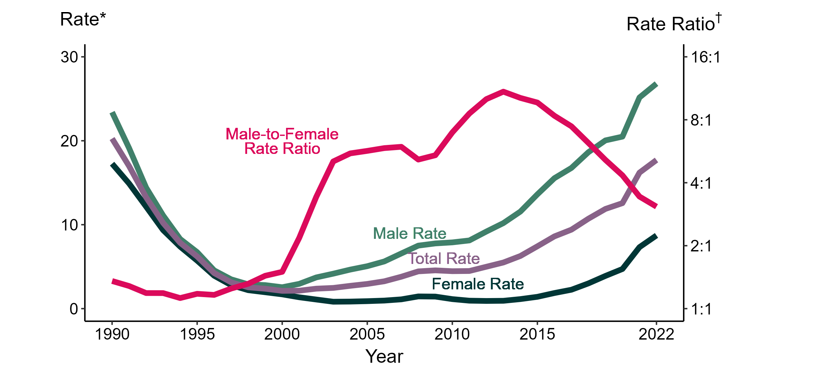 Rate*
Rate Ratio†
30
16:1
Male-to-Female
Rate Ratio
20
8:1
4:1
Male Rate
10
Total Rate
2:1
Female Rate
0
1:1
1990 1995 2000 2005 2010 2015 2022
Year